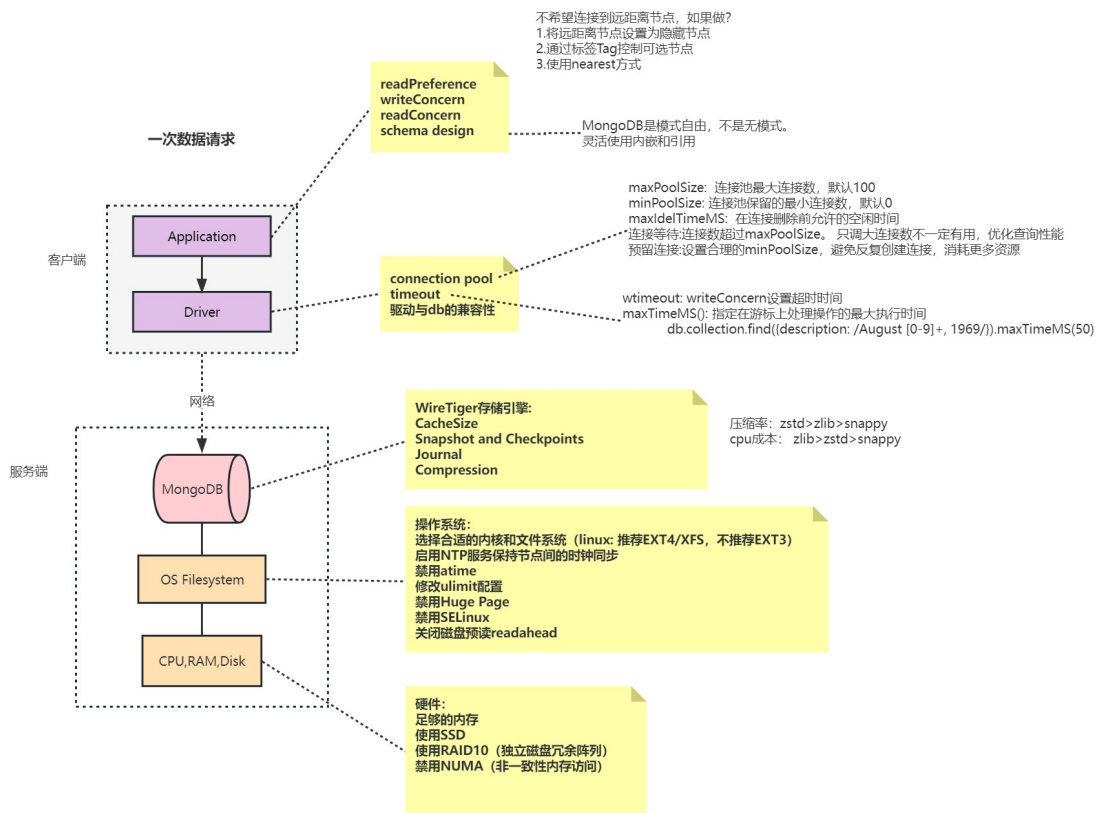 不希望连接到远距离节点，如果做?
1.将远距离节点设置为隐藏节点
2.通过标签Tag控制可选节点
3.使用nearest方式
readPreference
writeConcern
readConcern
schema design
一次数据请求
MongoDB是模式自由，不是无模式。
灵活使用内嵌和引用
maxPoolSize: 连接池最大连接数，默认100
minPoolSize: 连接池保留的最小连接数，默认0
maxIdelTimeMS: 在连接删除前允许的空闲时间
连接等待:连接数超过maxPoolSize。 只调大连接数不一定有用，优化查询性能
预留连接:设置合理的minPoolSize，避免反复创建连接，消耗更多资源
Application
客户端
Driver
connection pool
timeout
驱动与db的兼容性
wtimeout: writeConcern设置超时时间
maxTimeMS(): 指定在游标上处理操作的最大执行时间
db.collection.find({description: /August [0-9]+, 1969/}).maxTimeMS(50)
网络
WireTiger存储引擎:
CacheSize
Snapshot and Checkpoints
Journal
Compression
压缩率：zstd>zlib>snappy
cpu成本： zlib>zstd>snappy
服务端
MongoDB
操作系统：
选择合适的内核和文件系统（linux: 推荐EXT4/XFS，不推荐EXT3）
启用NTP服务保持节点间的时钟同步
禁用atime
修改ulimit配置
禁用Huge Page
禁用SELinux
关闭磁盘预读readahead
OS Filesystem
CPU,RAM,Disk
硬件：
足够的内存
使用SSD
使用RAID10（独立磁盘冗余阵列）
禁用NUMA（非一致性内存访问）